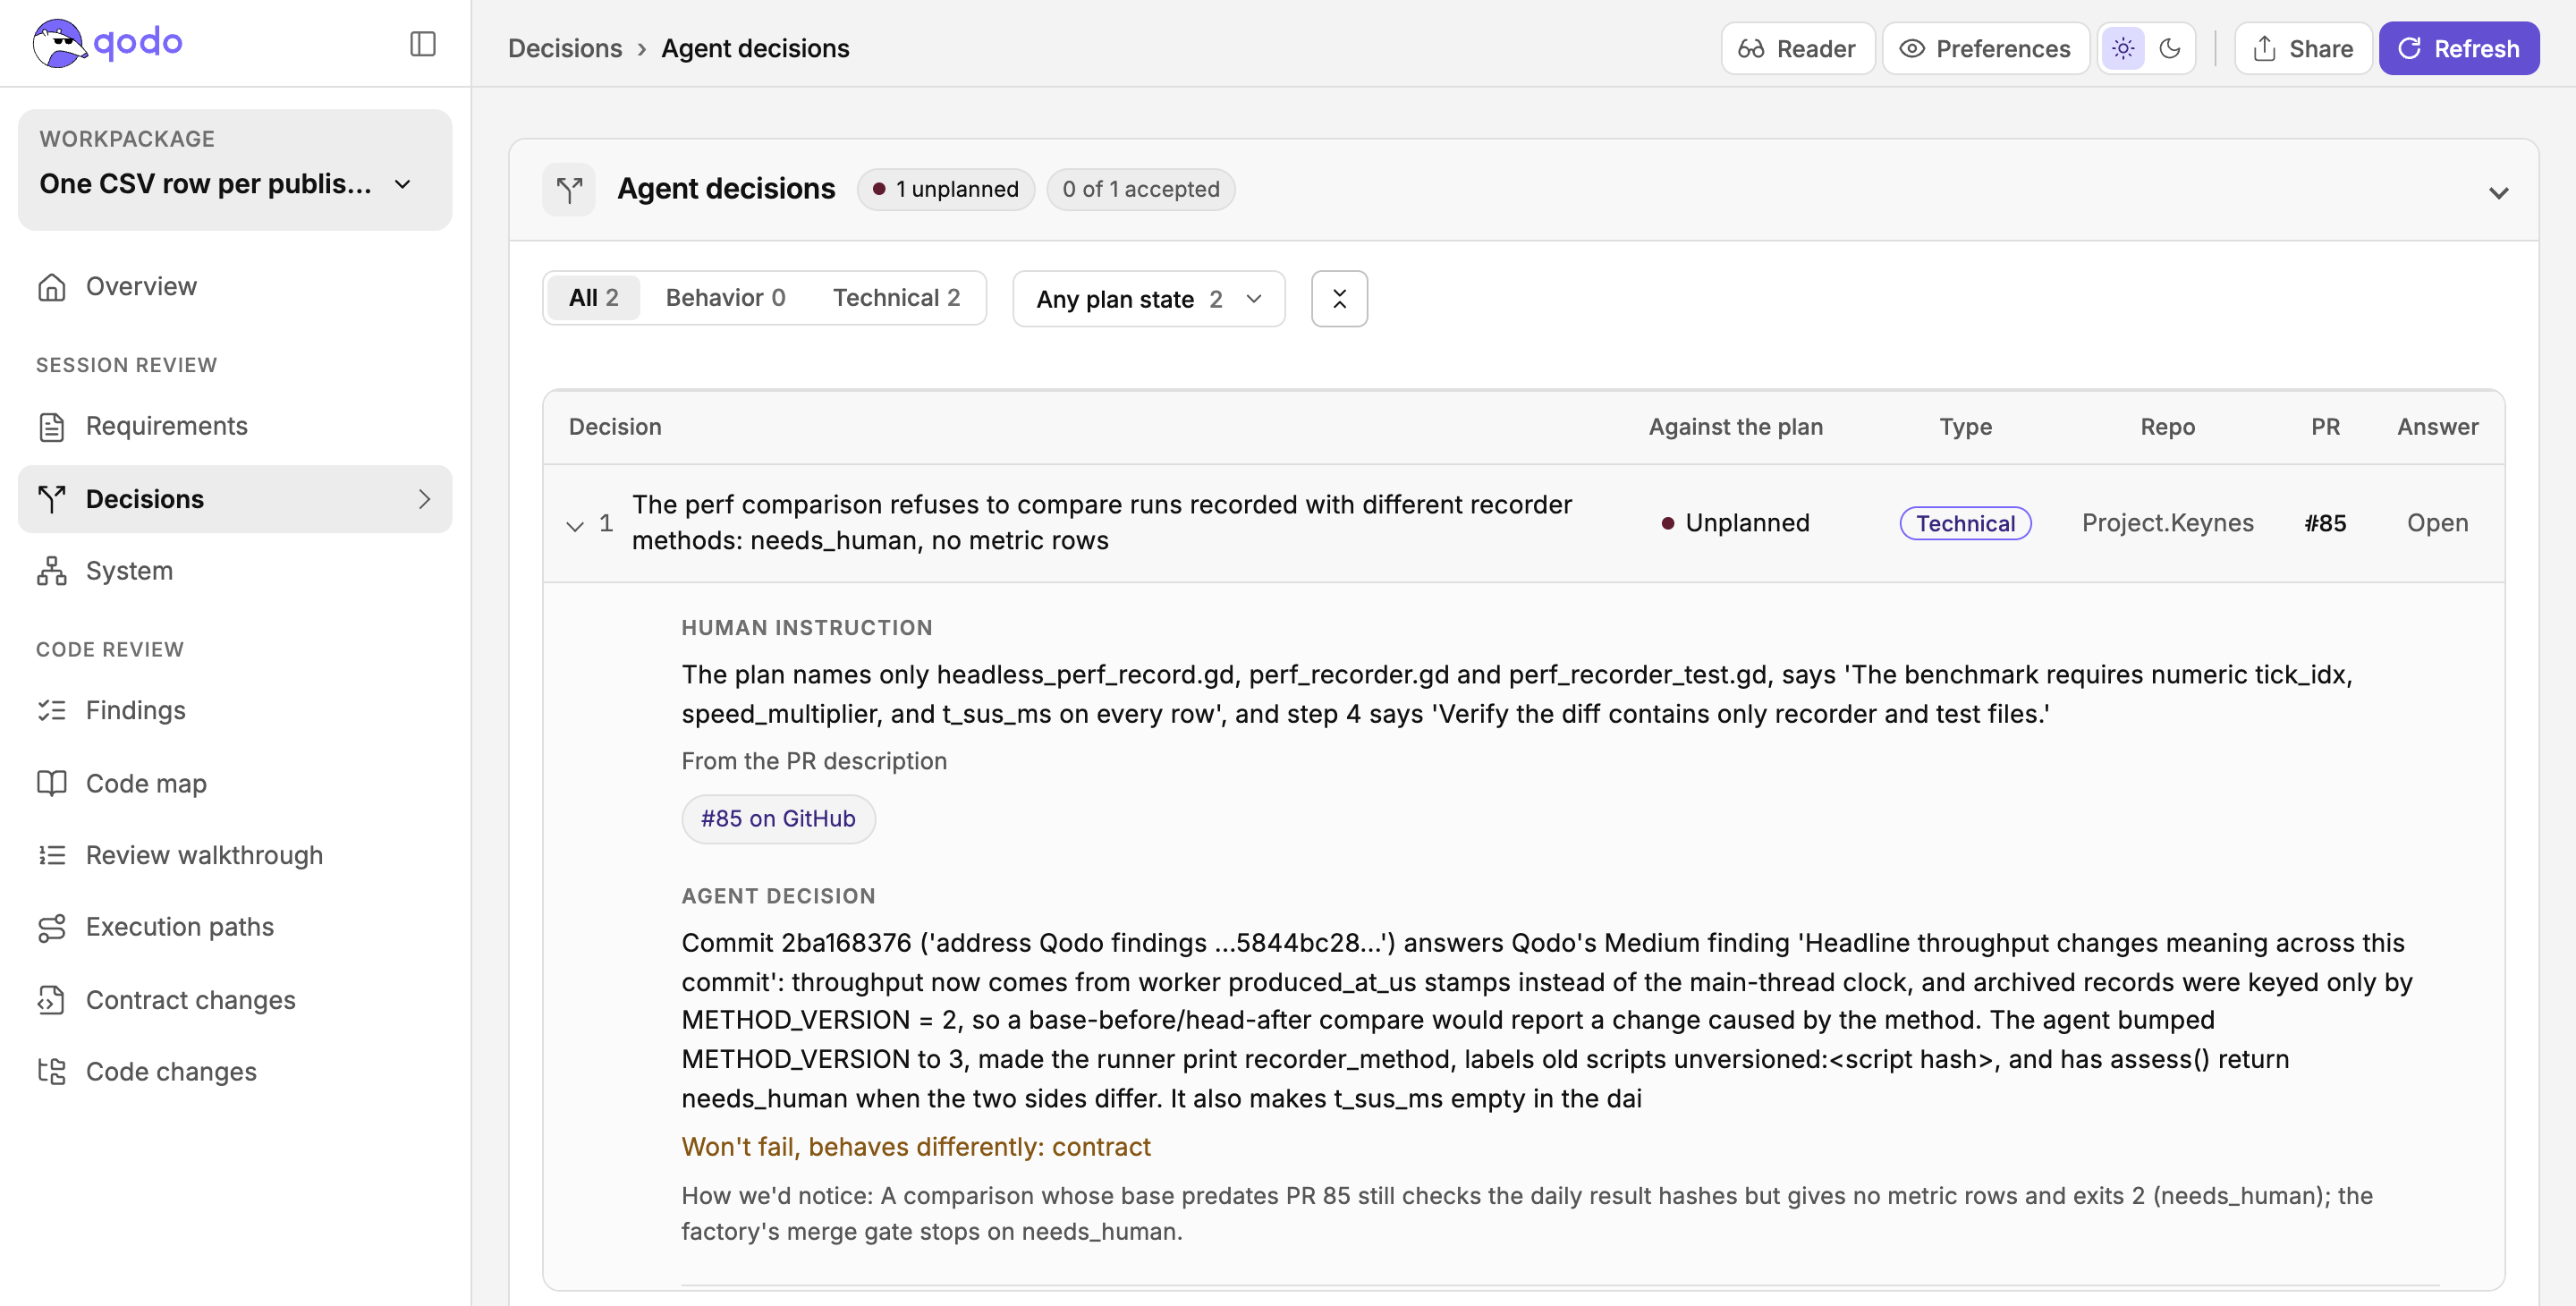 qodo
WORKPACKAGE
One CSV row per publis...
Overview
SESSION REVIEW
Requirements
Decisions
System
CODE REVIEW
Findings
Code map
Review walkthrough
Execution paths
Contract changes
Code changes
Decisions › Agent decisions
Reader
Preferences
Share
Refresh
Agent decisions
1 unplanned
0 of 1 accepted
All 2
Behavior 0
Technical 2
Any plan state 2
Decision
Against the plan
Type
Repo
PR
Answer
1
The perf comparison refuses to compare runs recorded with different recorder
methods: needs_human, no metric rows
Unplanned
Technical
Project.Keynes
#85
Open
HUMAN INSTRUCTION
The plan names only headless_perf_record.gd, perf_recorder.gd and perf_recorder_test.gd, says 'The benchmark requires numeric tick_idx,
speed_multiplier, and t_sus_ms on every row', and step 4 says 'Verify the diff contains only recorder and test files.'
From the PR description
#85 on GitHub
AGENT DECISION
Commit 2ba168376 ('address Qodo findings ...5844bc28...') answers Qodo's Medium finding 'Headline throughput changes meaning across this
commit': throughput now comes from worker produced_at_us stamps instead of the main-thread clock, and archived records were keyed only by
METHOD_VERSION = 2, so a base-before/head-after compare would report a change caused by the method. The agent bumped
METHOD_VERSION to 3, made the runner print recorder_method, labels old scripts unversioned:<script hash>, and has assess() return
needs_human when the two sides differ. It also makes t_sus_ms empty in the dai
Won't fail, behaves differently: contract
How we'd notice: A comparison whose base predates PR 85 still checks the daily result hashes but gives no metric rows and exits 2 (needs_human); the
factory's merge gate stops on needs_human.